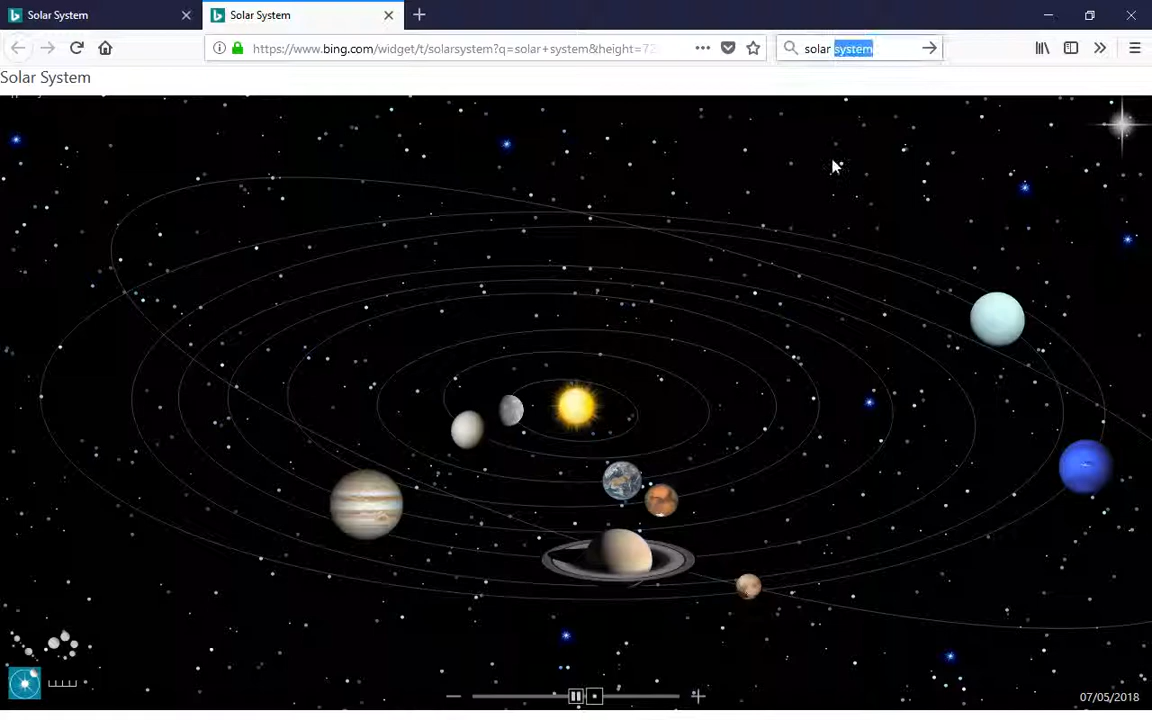 Solar System
Solar System
https://www.bing.com/widget/t/solarsystem?q=solar+system&height=72
solar system
Solar System
07/05/2018